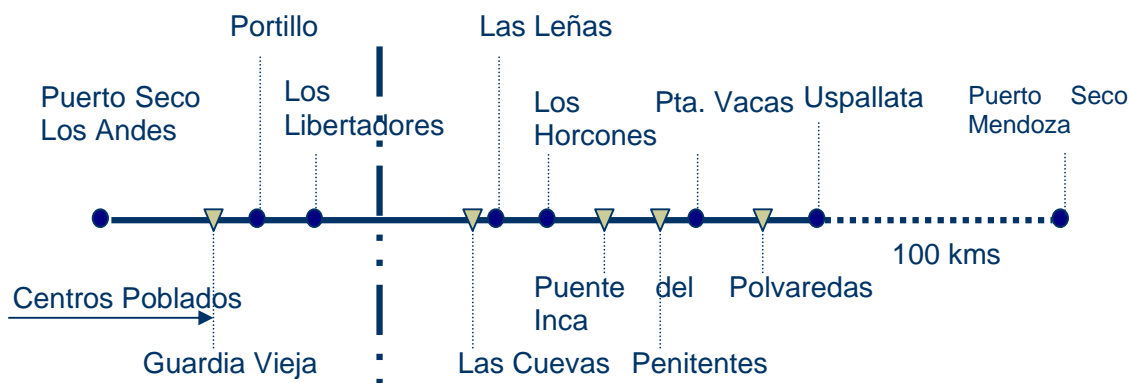 Portillo
Las Leñas
Puerto Seco
Los Andes
Los
Libertadores
Los
Horcones
Pta. Vacas
Uspallata
Puerto Seco
Mendoza
100 kms
Centros Poblados
Puente del
Inca
Polvaredas
Guardia Vieja
Las Cuevas
Penitentes